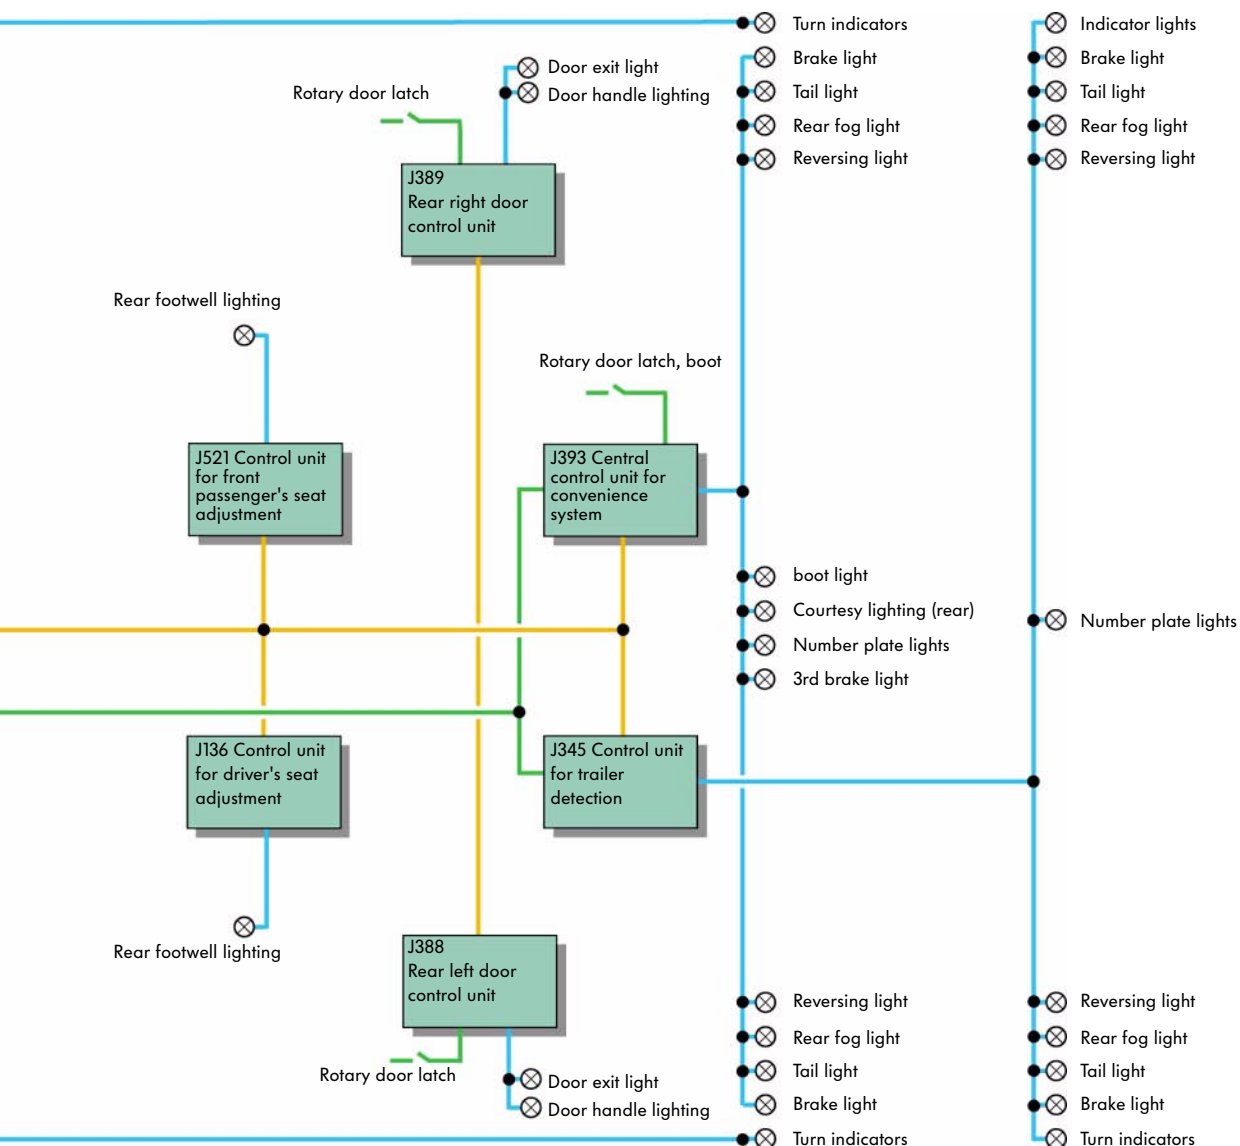 Turn indicators
Indicator lights
Brake light
Brake light
Door exit light
Rotary door latch
Tail light
Tail light
Door handle lighting
Rear fog light
Rear fog light
Reversing light
Reversing light
J389
Rear right door
control unit
Rear footwell lighting
Rotary door latch, boot
J521 Control unit
for front
passenger's seat
adjustment
J393 Central
control unit for
convenience
system
boot light
Courtesy lighting (rear)
Number plate lights
Number plate lights
3rd brake light
J136 Control unit
for driver's seat
adjustment
J345 Control unit
for trailer
detection
Rear footwell lighting
J388
Rear left door
control unit
Reversing light
Reversing light
Rear fog light
Rear fog light
Rotary door latch
Tail light
Tail light
Door exit light
Door handle lighting
Brake light
Brake light
Turn indicators
Turn indicators